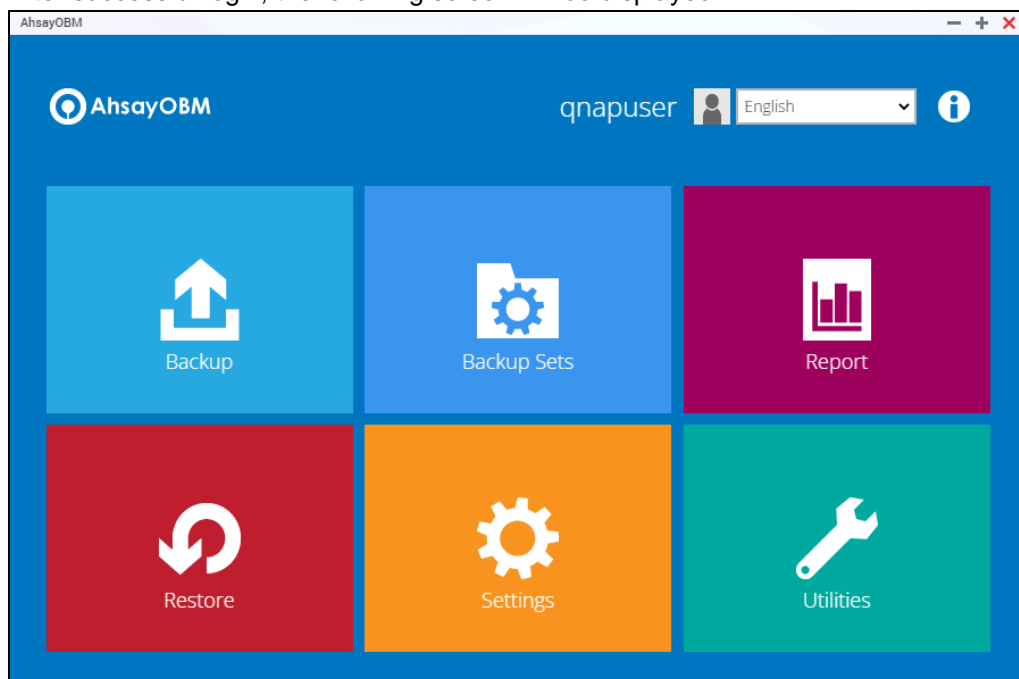 AhsayOBM
AhsayOBM
qnapuser English
Backup
Backup Sets
Report
Restore
Settings
Utilities